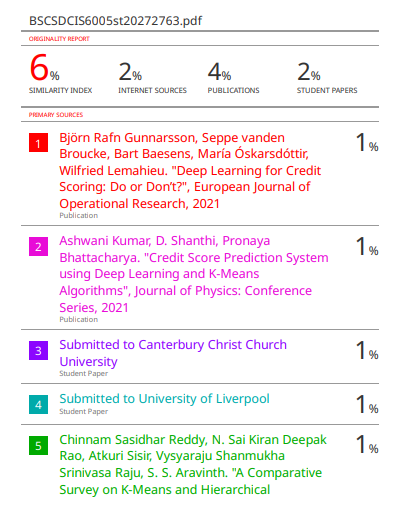 BSCSDCIS6005st20272763.pdf
ORIGINALITY REPORT
6% 2% 4% 2%
SIMILARITY INDEX INTERNET SOURCES PUBLICATIONS STUDENT PAPERS
PRIMARY SOURCES
1 Björn Rafn Gunnarsson, Seppe vanden 1%
Broucke, Bart Baesens, María Óskarsdóttir,
Wilfried Lemahieu. "Deep Learning for Credit
Scoring: Do or Don’t?", European Journal of
Operational Research, 2021
Publication
2 Ashwani Kumar, D. Shanthi, Pronaya 1%
Bhattacharya. "Credit Score Prediction System
using Deep Learning and K-Means
Algorithms", Journal of Physics: Conference
Series, 2021
Publication
3 Submitted to Canterbury Christ Church 1%
University
Student Paper
4 Submitted to University of Liverpool 1%
Student Paper
5 Chinnam Sasidhar Reddy, N. Sai Kiran Deepak 1%
Rao, Atkuri Sisir, Vysyaraju Shanmukha
Srinivasa Raju, S. S. Aravinth. "A Comparative
Survey on K-Means and Hierarchical